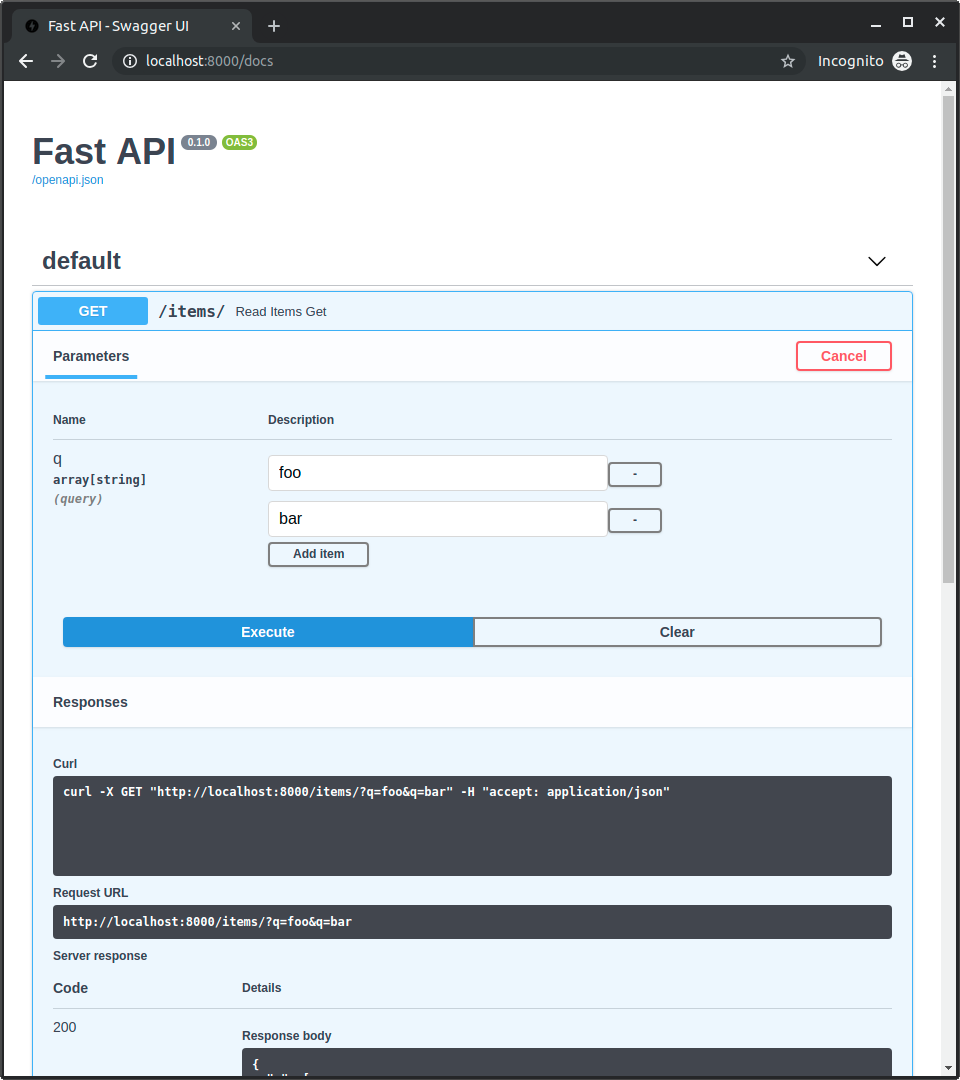 Fast API - Swagger UI
localhost:8000/docs Incognito
Fast API 0.1.0 OAS3
/openapi.json
default
GET /items/ Read Items Get
Parameters Cancel
Name Description
q
array[string]
(query)
foo -
bar -
Add item
Execute Clear
Responses
Curl
curl -X GET "http://localhost:8000/items/?q=foo&q=bar" -H "accept: application/json"
Request URL
http://localhost:8000/items/?q=foo&q=bar
Server response
Code Details
200
Response body
{